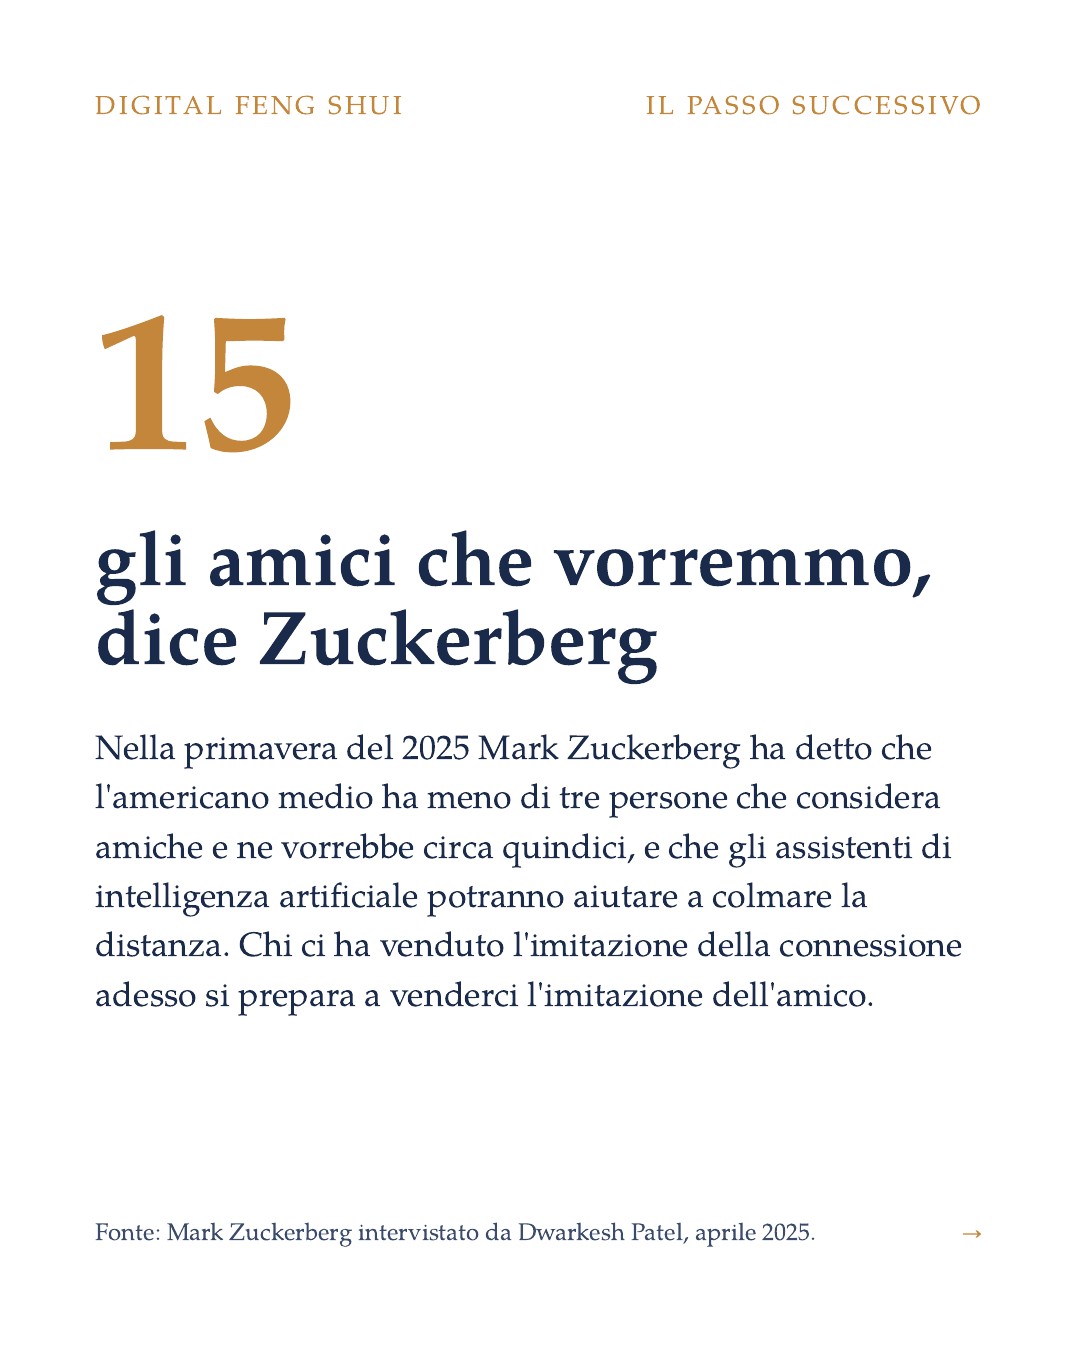 DIGITAL FENG SHUI
IL PASSO SUCCESSIVO
15
gli amici che vorremmo,
dice Zuckerberg
Nella primavera del 2025 Mark Zuckerberg ha detto che
l'americano medio ha meno di tre persone che considera
amiche e ne vorrebbe circa quindici, e che gli assistenti di
intelligenza artificiale potranno aiutare a colmare la
distanza. Chi ci ha venduto l'imitazione della connessione
adesso si prepara a venderci l'imitazione dell'amico.
Fonte: Mark Zuckerberg intervistato da Dwarkesh Patel, aprile 2025. →